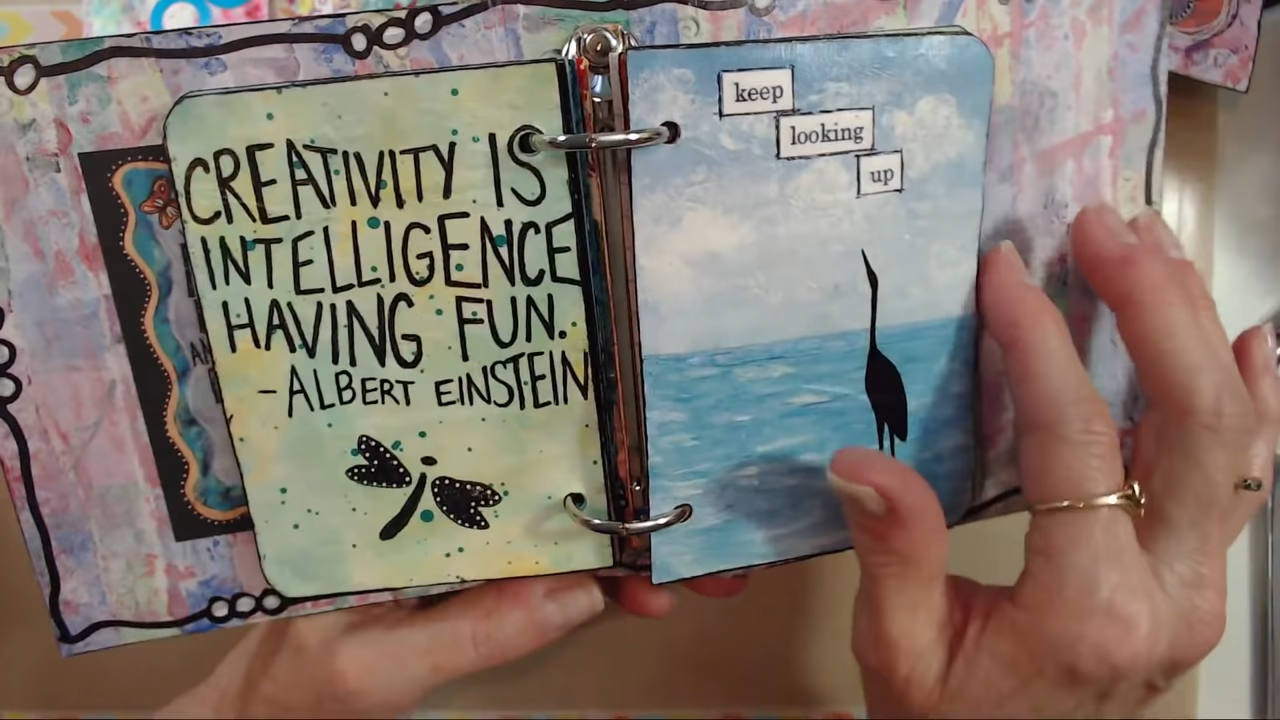 CREATIVITY IS
INTELLIGENCE
HAVING FUN.
-ALBERT EINSTEIN
keep
looking
up